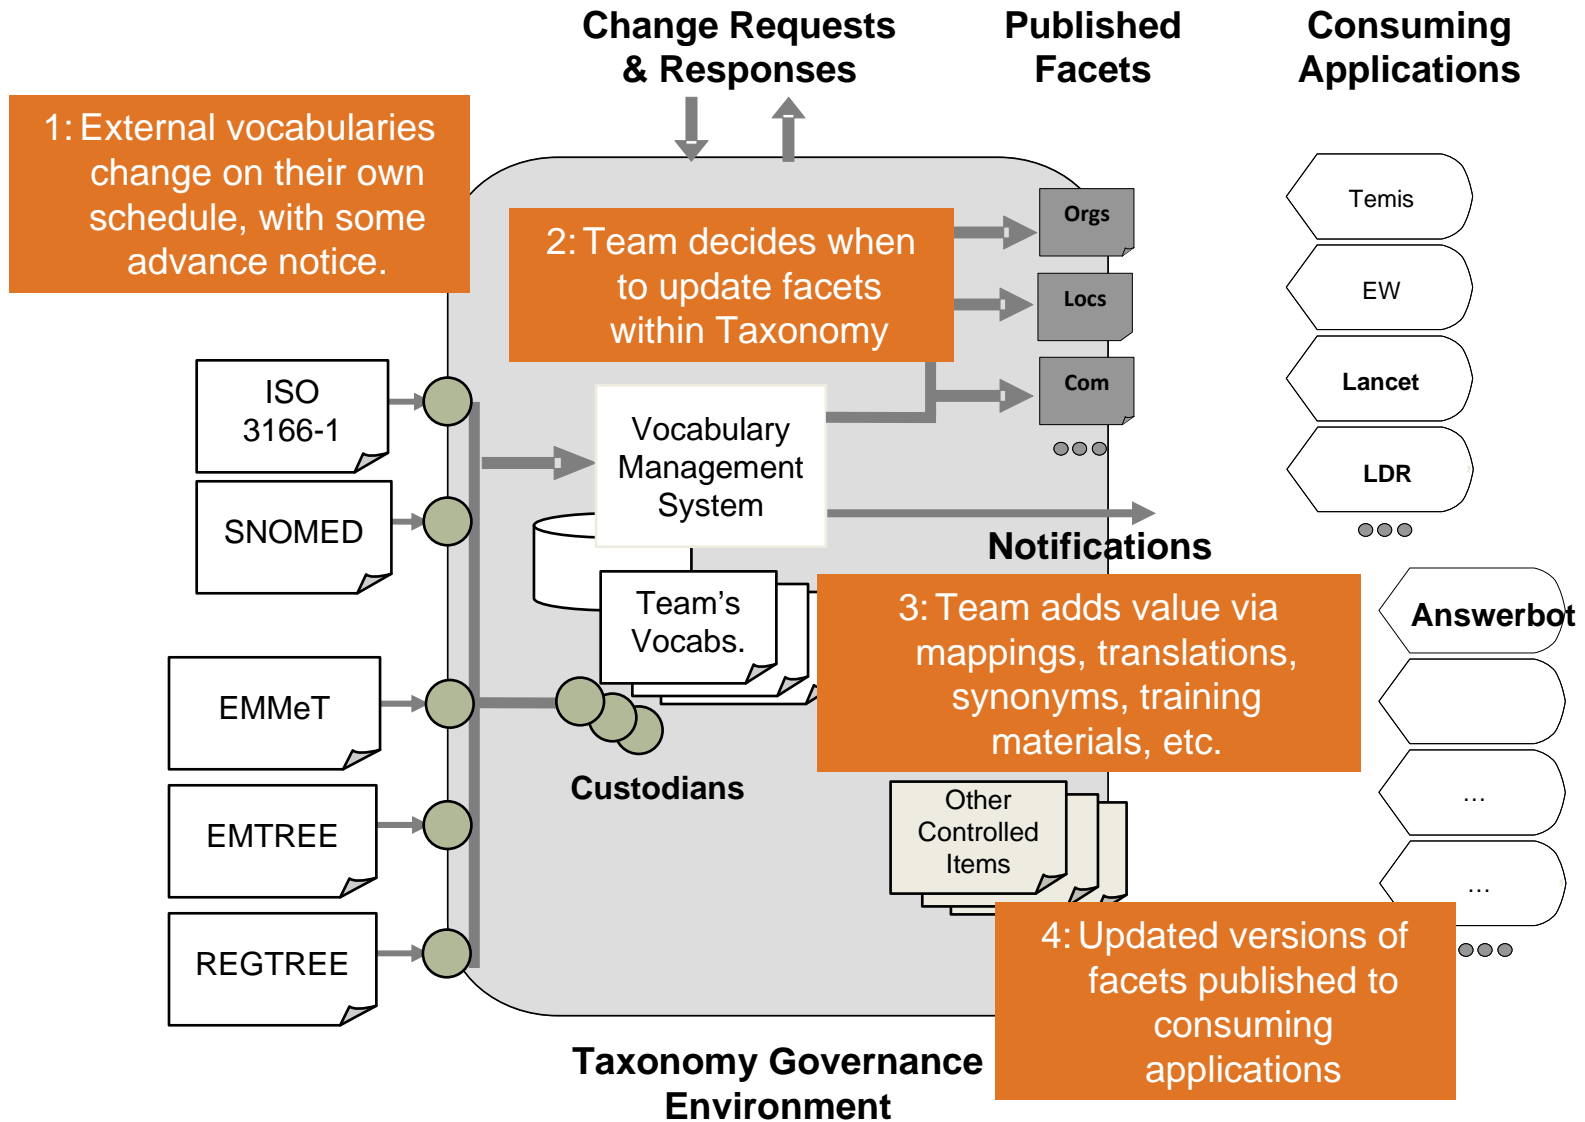 Change Requests
& Responses
Published
Facets
Consuming
Applications
1: External vocabularies
change on their own
schedule, with some
advance notice.
2: Team decides when
to update facets
within Taxonomy
Orgs
Locs
Com
Temis
EW
Lancet
LDR
ISO
3166-1
SNOMED
EMMeT
EMTREE
REGTREE
Vocabulary
Management
System
Notifications
Team’s
Vocabs.
Custodians
3: Team adds value via
mappings, translations,
synonyms, training
materials, etc.
Answerbot
…
…
Other
Controlled
Items
4: Updated versions of
facets published to
consuming
applications
Taxonomy Governance
Environment